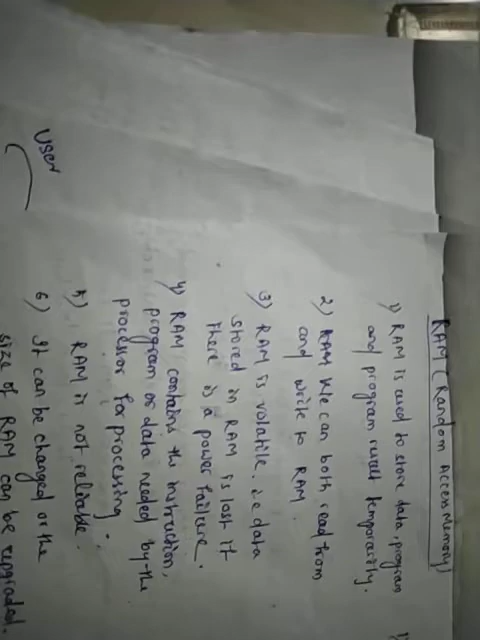 RAM (Random Access Memory)
1) RAM is used to store data, program
and program result temporarily.
2) RAM We can both read from
and write to RAM.
3) RAM is volatile. i.e data
stored in RAM is lost if
there is a power failure.
4) RAM contains the instruction,
program or data needed by the
processor for processing.
5) RAM is not reliable.
6) It can be changed or the
size of RAM can be upgraded.
User